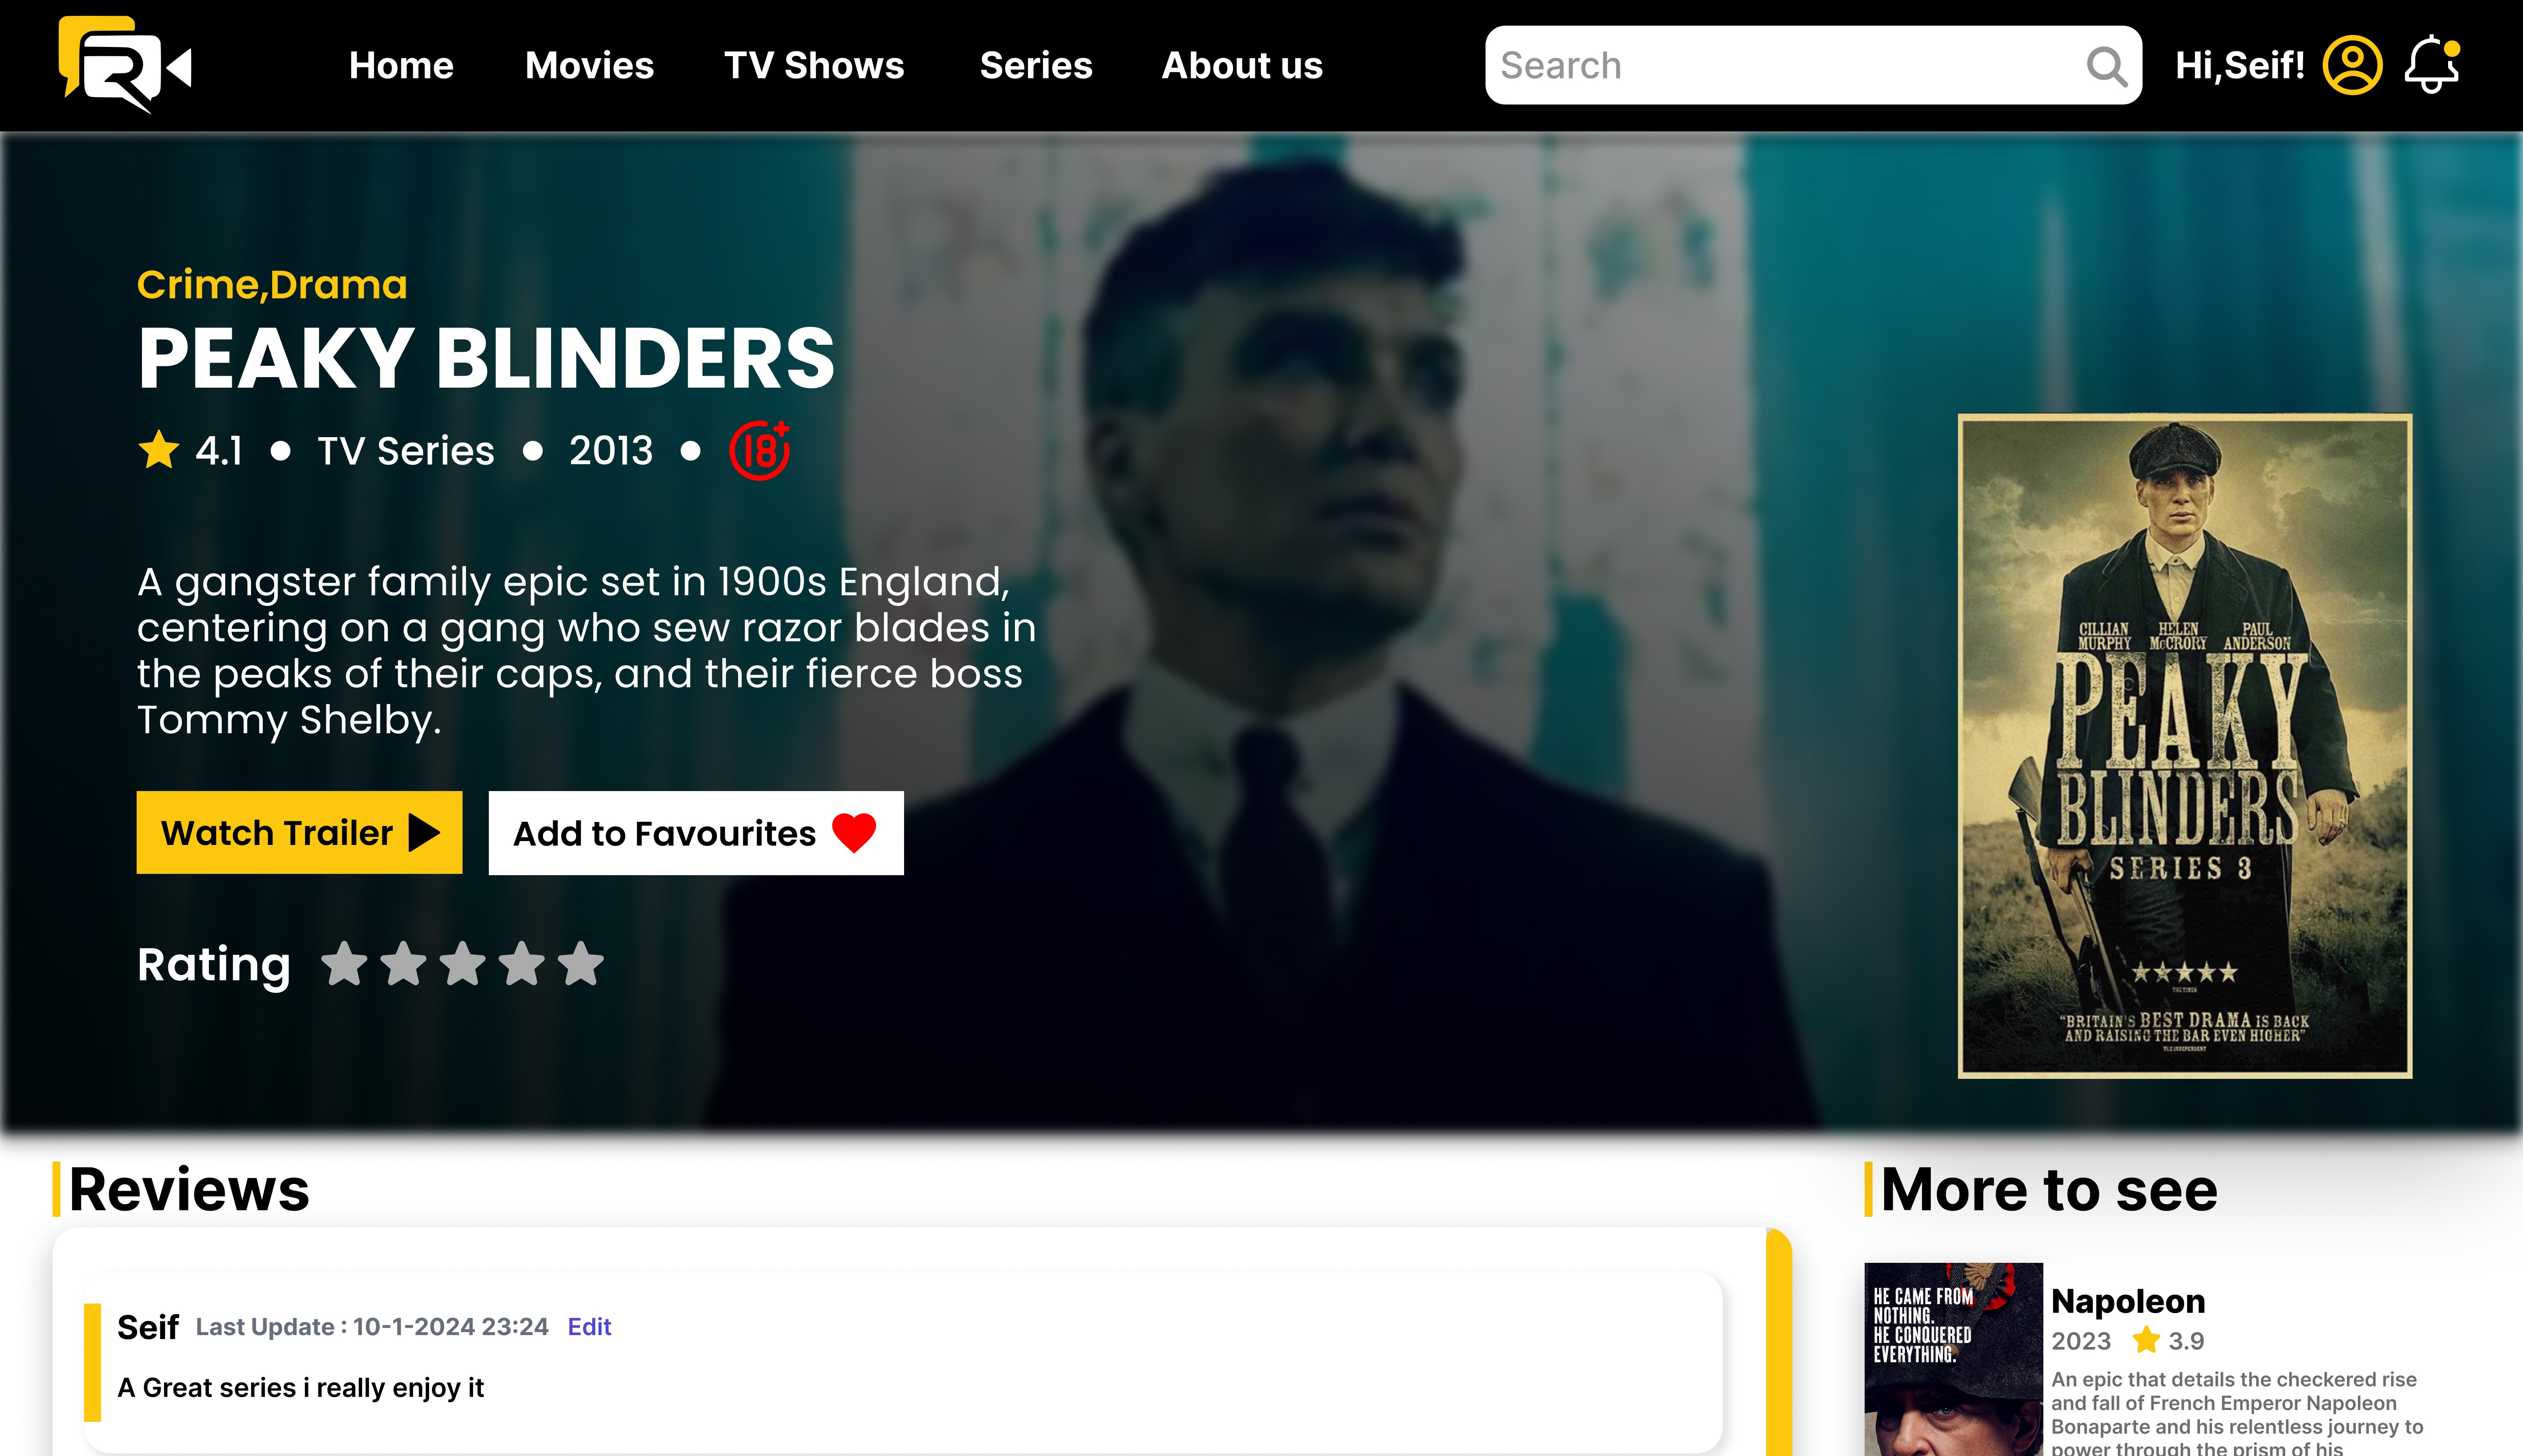 Home Movies TV Shows Series About us Search Hi,Seif!
Crime,Drama
PEAKY BLINDERS
4.1 • TV Series • 2013 • 18+
A gangster family epic set in 1900s England,
centering on a gang who sew razor blades in
the peaks of their caps, and their fierce boss
Tommy Shelby.
Watch Trailer
Add to Favourites
Rating
CILLIAN MURPHY
HELEN McCRORY
PAUL ANDERSON
PEAKY
BLINDERS
SERIES 3
THE TIMES
"BRITAIN'S BEST DRAMA IS BACK
AND RAISING THE BAR EVEN HIGHER"
THE INDEPENDENT
Reviews
Seif Last Update : 10-1-2024 23:24 Edit
A Great series i really enjoy it
More to see
HE CAME FROM
NOTHING.
HE CONQUERED
EVERYTHING.
Napoleon
2023 3.9
An epic that details the checkered rise
and fall of French Emperor Napoleon
Bonaparte and his relentless journey to
power through the prism of his